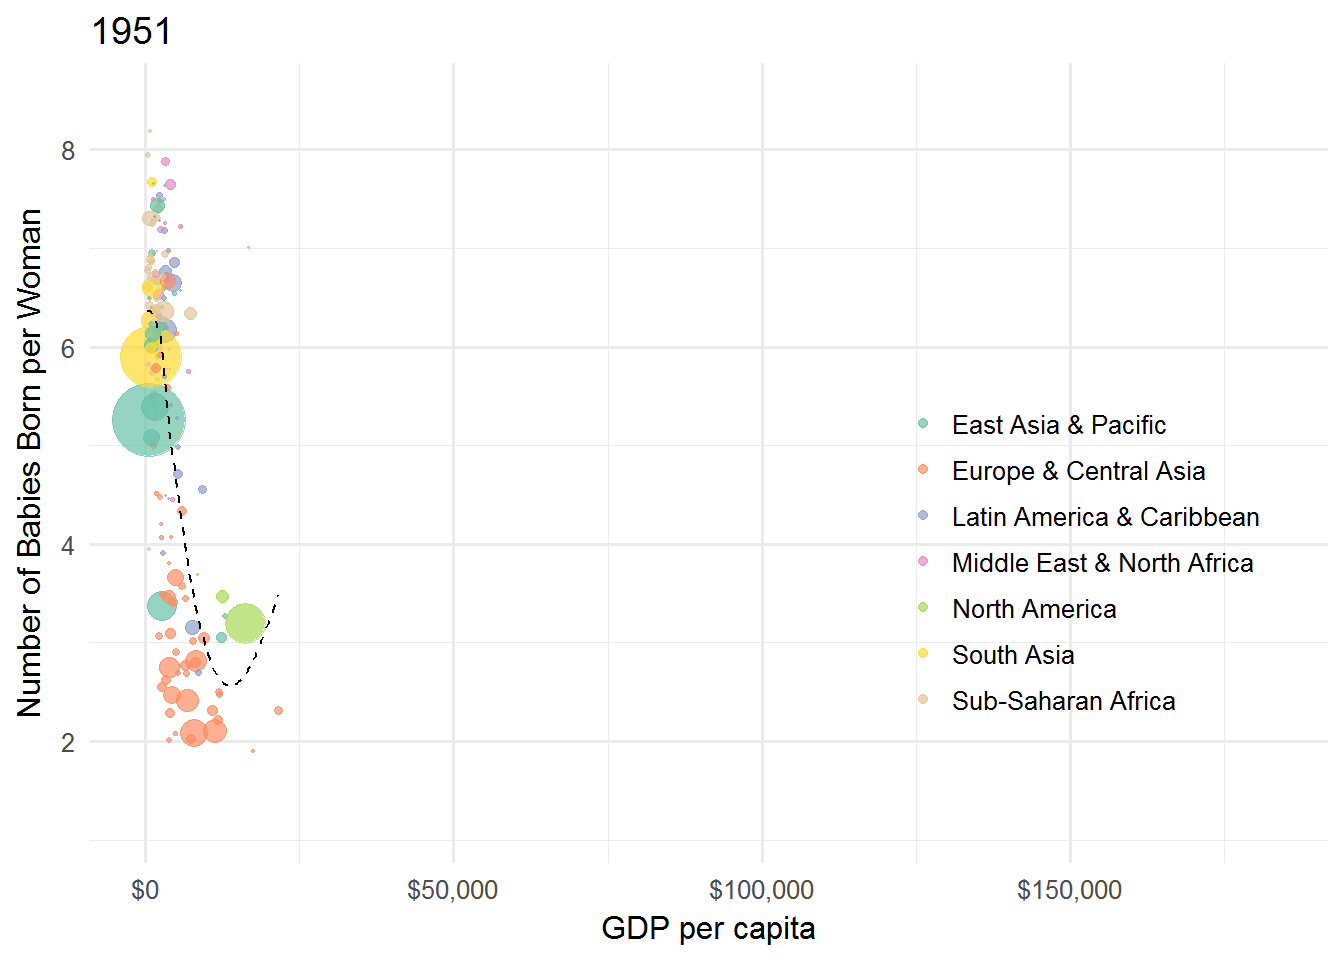 1951
Number of Babies Born per Woman
8
6
4
2
East Asia & Pacific
Europe & Central Asia
Latin America & Caribbean
Middle East & North Africa
North America
South Asia
Sub-Saharan Africa
$0
$50,000
$100,000
$150,000
GDP per capita